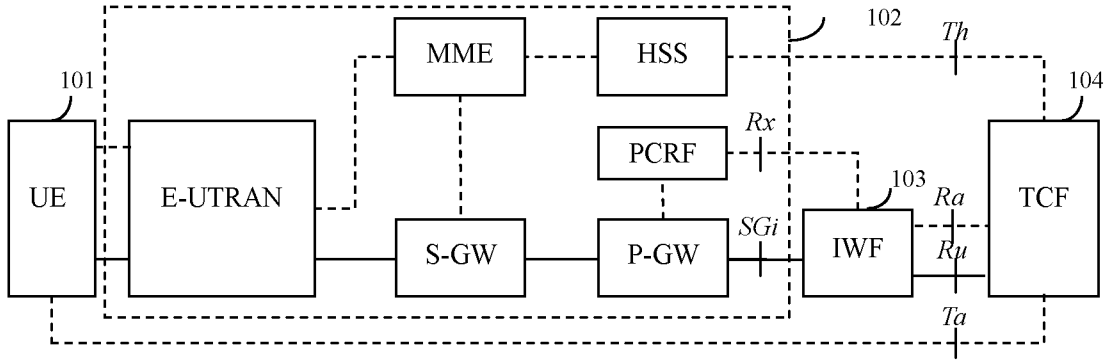 102
MME
HSS
Th
101
104
UE
E-UTRAN
PCRF
Rx
103
TCF
S-GW
P-GW
SGi
IWF
Ra
Ru
Ta